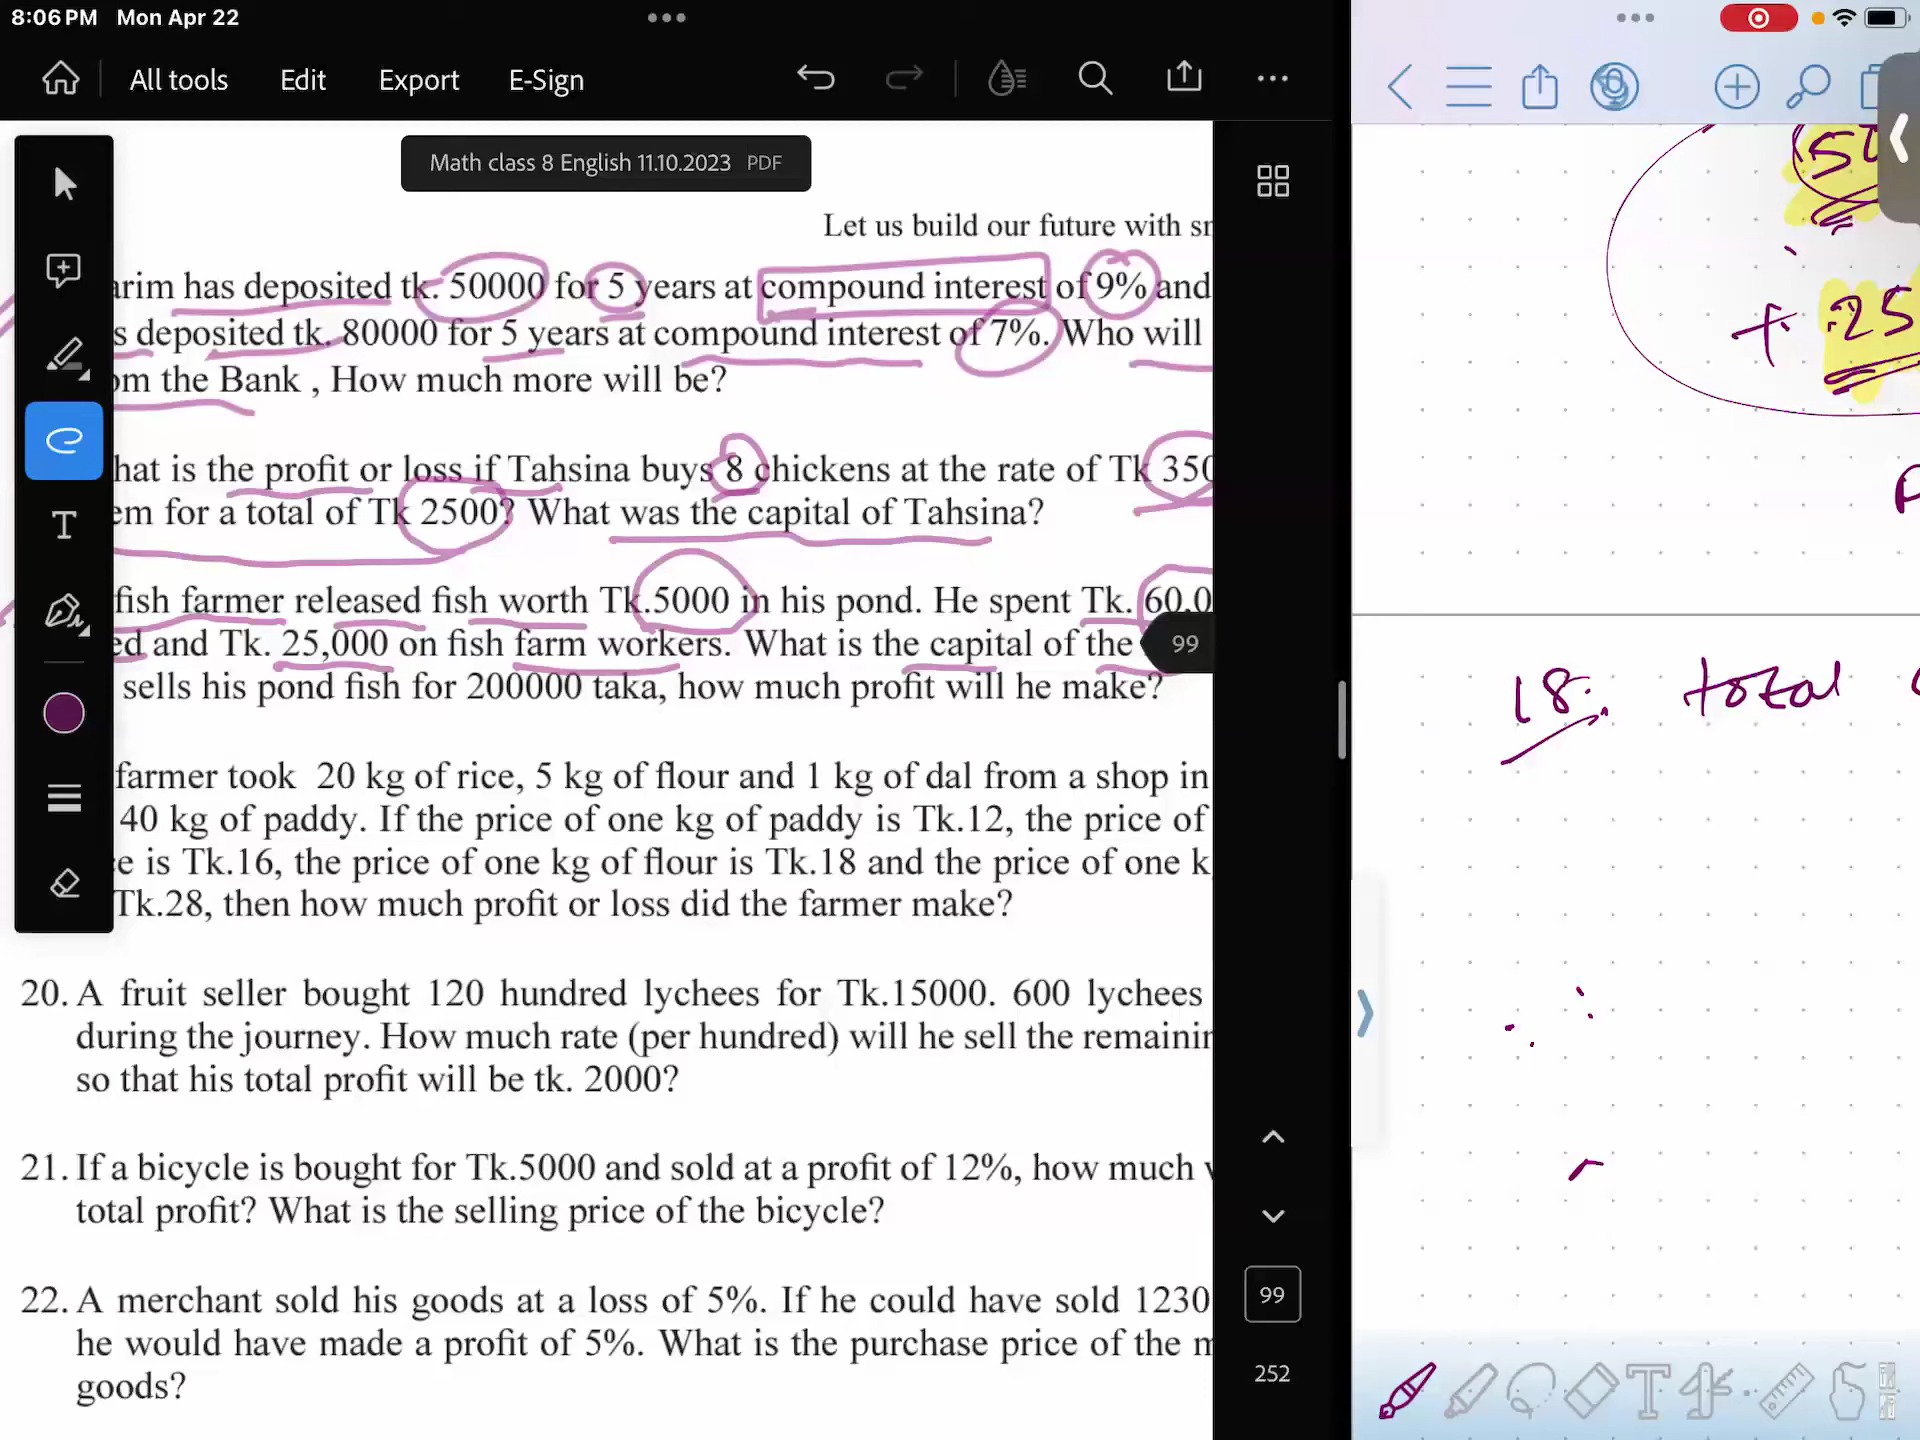 8:06 PM Mon Apr 22
All tools Edit Export E-Sign
Math class 8 English 11.10.2023 PDF
Let us build our future with
arim has deposited tk. 50000 for 5 years at compound interest of 9% and
s deposited tk. 80000 for 5 years at compound interest of 7%. Who will
om the Bank , How much more will be?
hat is the profit or loss if Tahsina buys 8 chickens at the rate of Tk 350
em for a total of Tk 2500? What was the capital of Tahsina?
fish farmer released fish worth Tk.5000 in his pond. He spent Tk. 60,0
ed and Tk. 25,000 on fish farm workers. What is the capital of the
99
sells his pond fish for 200000 taka, how much profit will he make?
farmer took 20 kg of rice, 5 kg of flour and 1 kg of dal from a shop in
40 kg of paddy. If the price of one kg of paddy is Tk.12, the price of
e is Tk.16, the price of one kg of flour is Tk.18 and the price of one k
Tk.28, then how much profit or loss did the farmer make?
20. A fruit seller bought 120 hundred lychees for Tk.15000. 600 lychees
during the journey. How much rate (per hundred) will he sell the remainin
so that his total profit will be tk. 2000?
21. If a bicycle is bought for Tk.5000 and sold at a profit of 12%, how much
total profit? What is the selling price of the bicycle?
22. A merchant sold his goods at a loss of 5%. If he could have sold 1230
he would have made a profit of 5%. What is the purchase price of the
goods?
99
252
+ 25
18. total